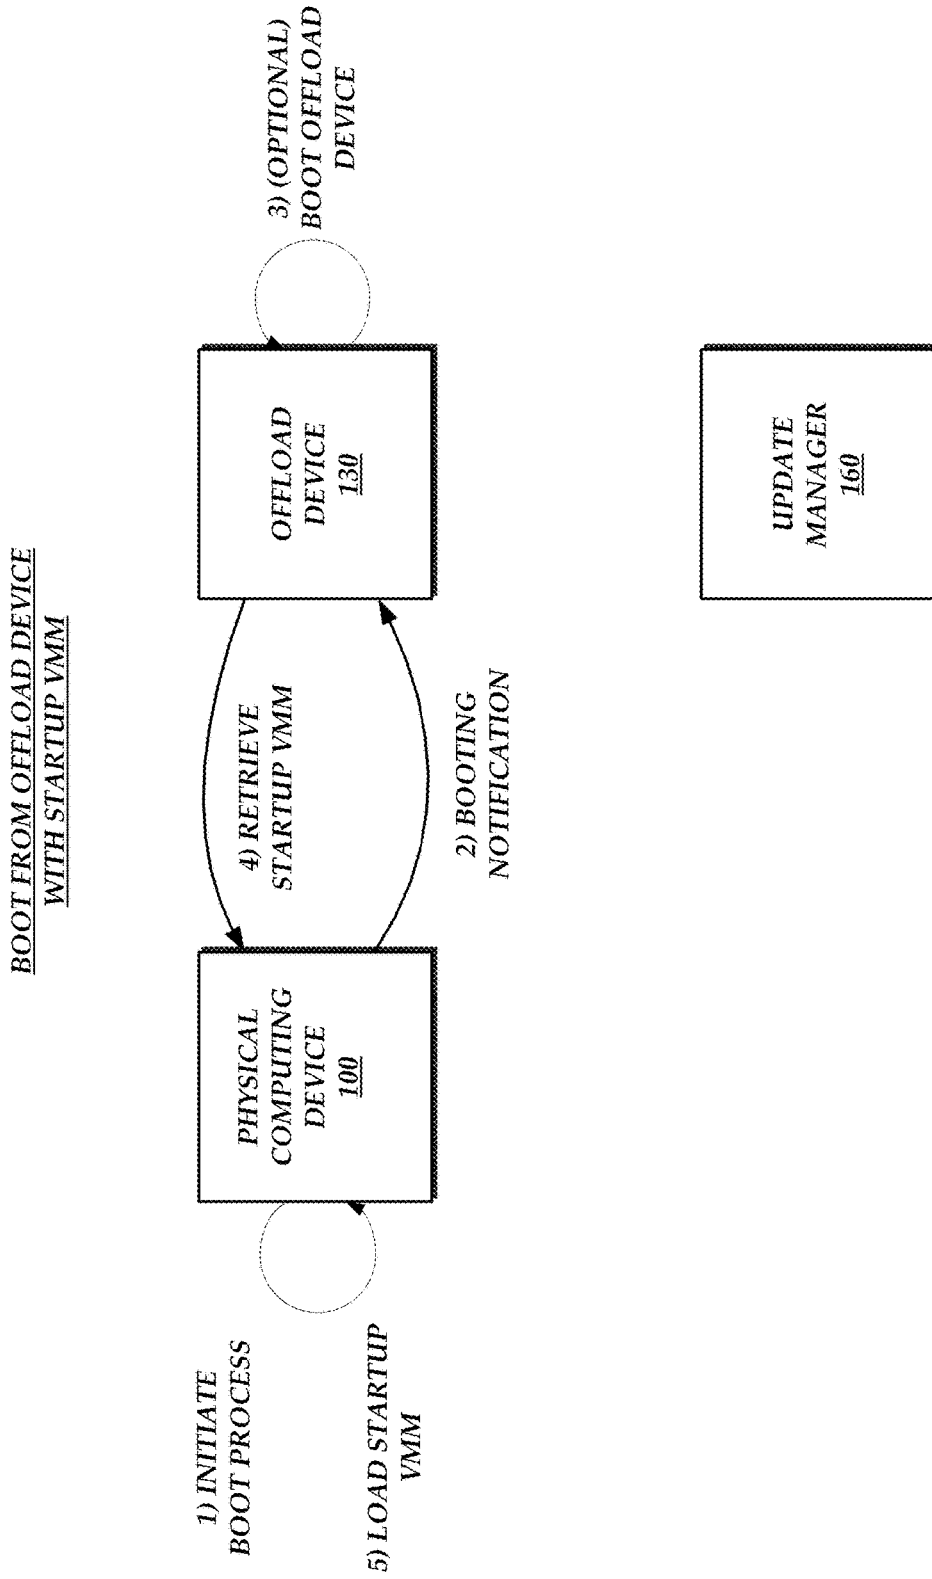 BOOT FROM OFFLOAD DEVICE
WITH STARTUP VMM
1) INITIATE
BOOT PROCESS
5) LOAD STARTUP
VMM
PHYSICAL
COMPUTING
DEVICE
100
4) RETRIEVE
STARTUP VMM
2) BOOTING
NOTIFICATION
OFFLOAD
DEVICE
130
3) (OPTIONAL)
BOOT OFFLOAD
DEVICE
UPDATE
MANAGER
160